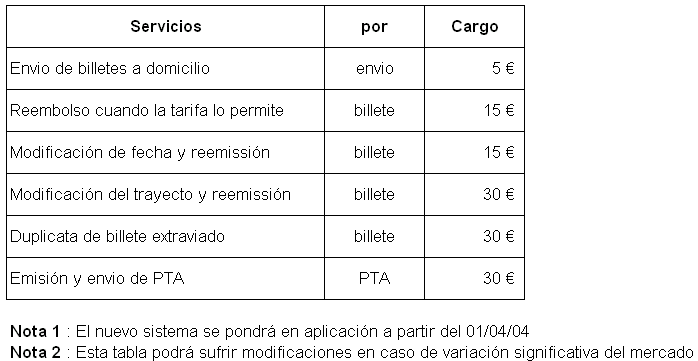 Servicios por Cargo
Envio de billetes a domicilio envio 5 €
Reembolso cuando la tarifa lo permite billete 15 €
Modificación de fecha y reemissión billete 15 €
Modificación del trayecto y reemissión billete 30 €
Duplicata de billete extraviado billete 30 €
Emisión y envio de PTA PTA 30 €
Nota 1 : El nuevo sistema se pondrá en aplicación a partir del 01/04/04
Nota 2 : Esta tabla podrá sufrir modificaciones en caso de variación significativa del mercado